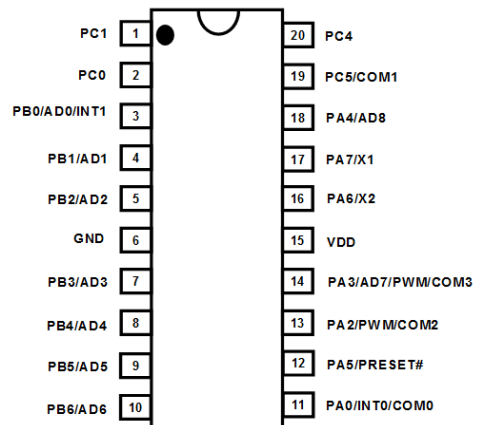 PC1 1 20 PC4
PC0 2 19 PC5/COM1
PB0/AD0/INT1 3 18 PA4/AD8
PB1/AD1 4 17 PA7/X1
PB2/AD2 5 16 PA6/X2
GND 6 15 VDD
PB3/AD3 7 14 PA3/AD7/PWM/COM3
PB4/AD4 8 13 PA2/PWM/COM2
PB5/AD5 9 12 PA5/PRESET#
PB6/AD6 10 11 PA0/INT0/COM0